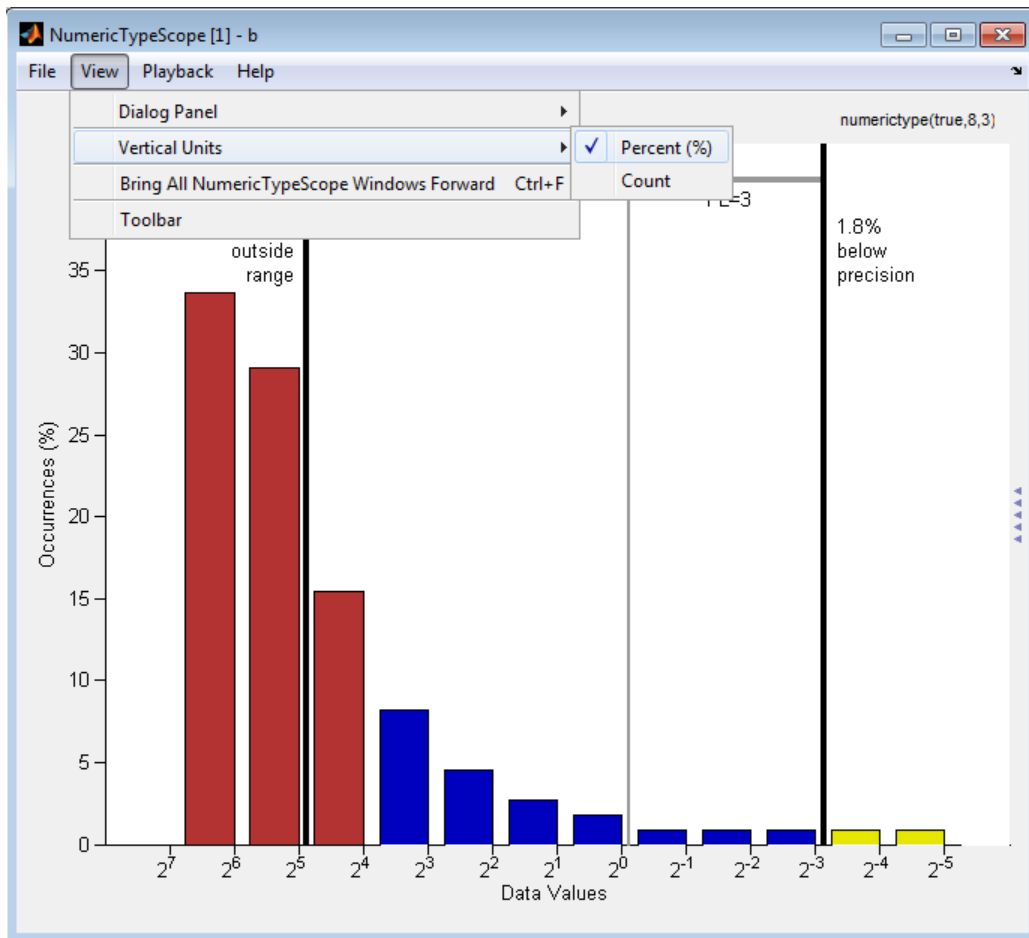 NumericTypeScope [1] - b
File View Playback Help
Dialog Panel
Vertical Units
Bring All NumericTypeScope Windows Forward Ctrl+F
Toolbar
Percent (%)
Count
numerictype(true,8,3)
outside
range
1.8%
below
precision
35
30
25
20
15
10
5
0
Occurrences (%)
2^7 2^6 2^5 2^4 2^3 2^2 2^1 2^0 2^-1 2^-2 2^-3 2^-4 2^-5
Data Values